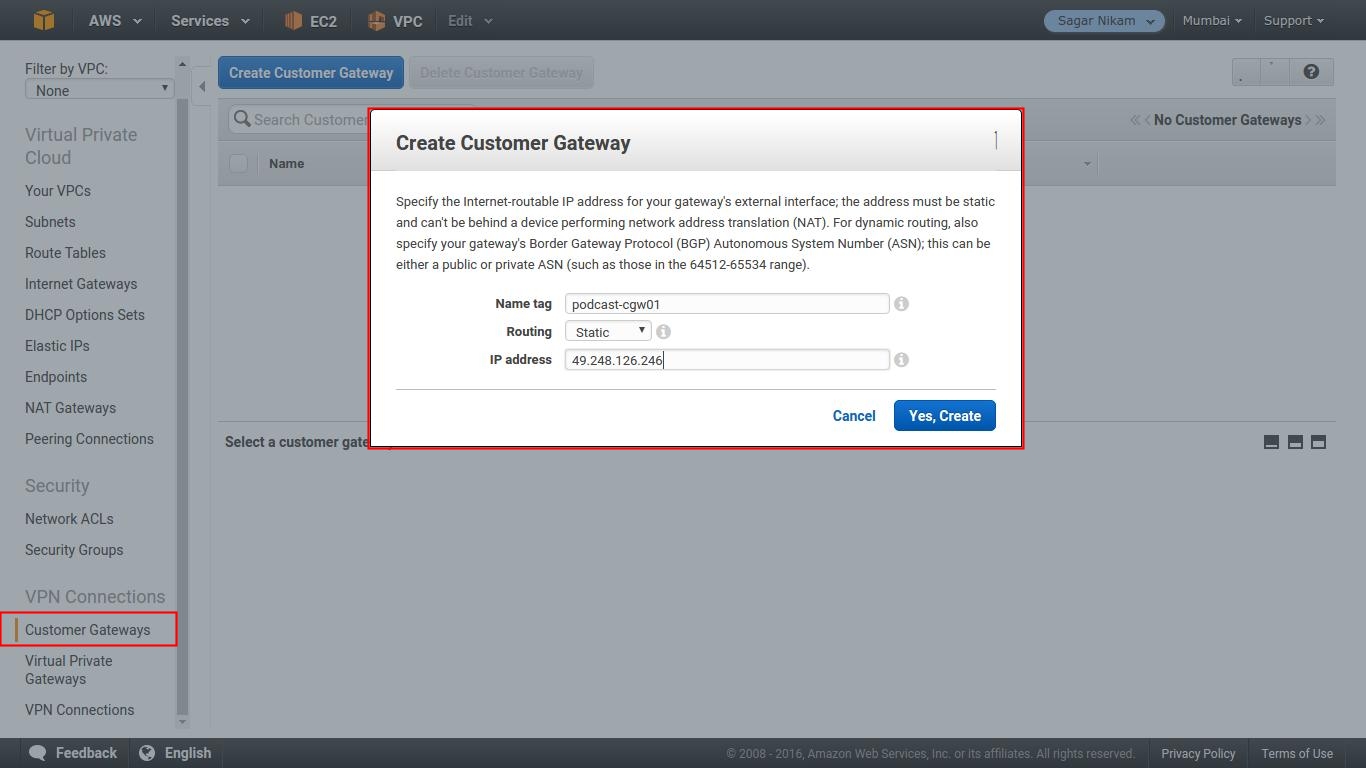 AWS Services EC2 VPC Edit Sagar Nikam Mumbai Support
Filter by VPC:
None
Virtual Private
Cloud
Your VPCs
Subnets
Route Tables
Internet Gateways
DHCP Options Sets
Elastic IPs
Endpoints
NAT Gateways
Peering Connections
Security
Network ACLs
Security Groups
VPN Connections
Customer Gateways
Virtual Private
Gateways
VPN Connections
Create Customer Gateway Delete Customer Gateway
Search Customer
« < No Customer Gateways > »
Name
Create Customer Gateway
Specify the Internet-routable IP address for your gateway's external interface; the address must be static
and can't be behind a device performing network address translation (NAT). For dynamic routing, also
specify your gateway's Border Gateway Protocol (BGP) Autonomous System Number (ASN); this can be
either a public or private ASN (such as those in the 64512-65534 range).
Name tag podcast-cgw01
Routing Static
IP address 49.248.126.246
Cancel Yes, Create
Select a customer gate
Feedback English © 2008 - 2016, Amazon Web Services, Inc. or its affiliates. All rights reserved. Privacy Policy Terms of Use